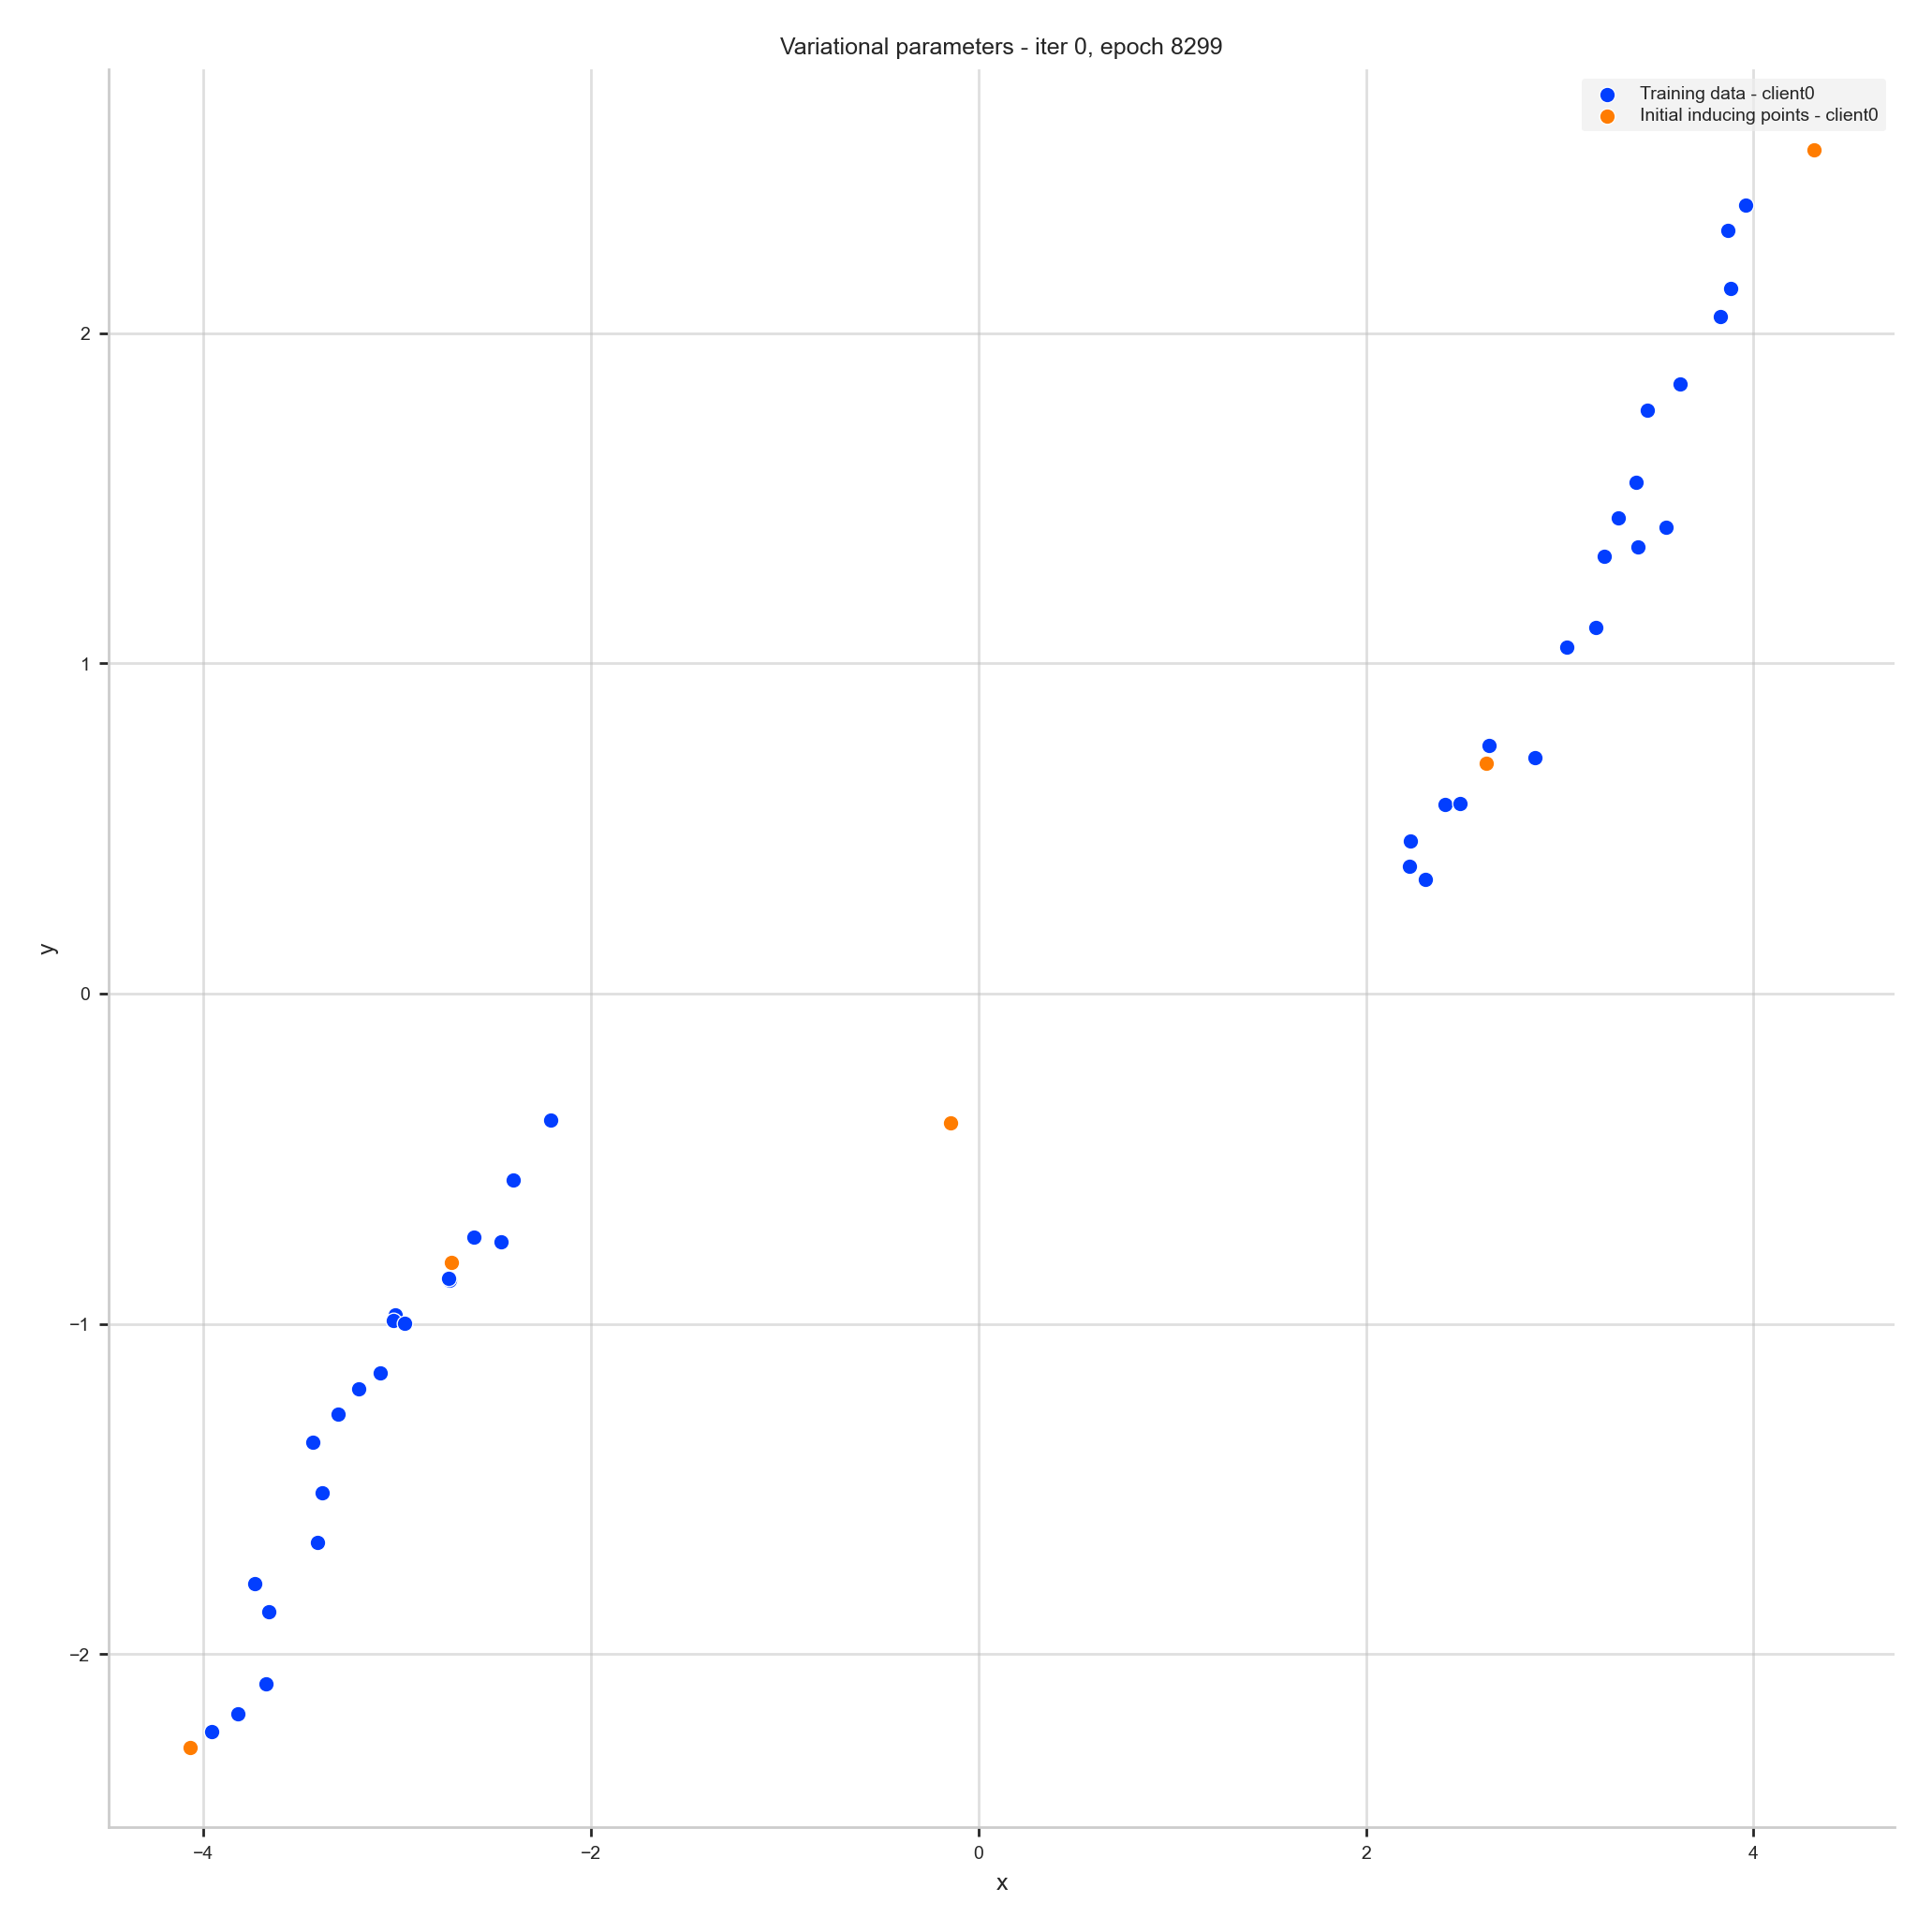 Variational parameters - iter 0, epoch 8299
Training data - client0
Initial inducing points - client0
2
1
0
−1
−2
y
−4
−2
0
2
4
x